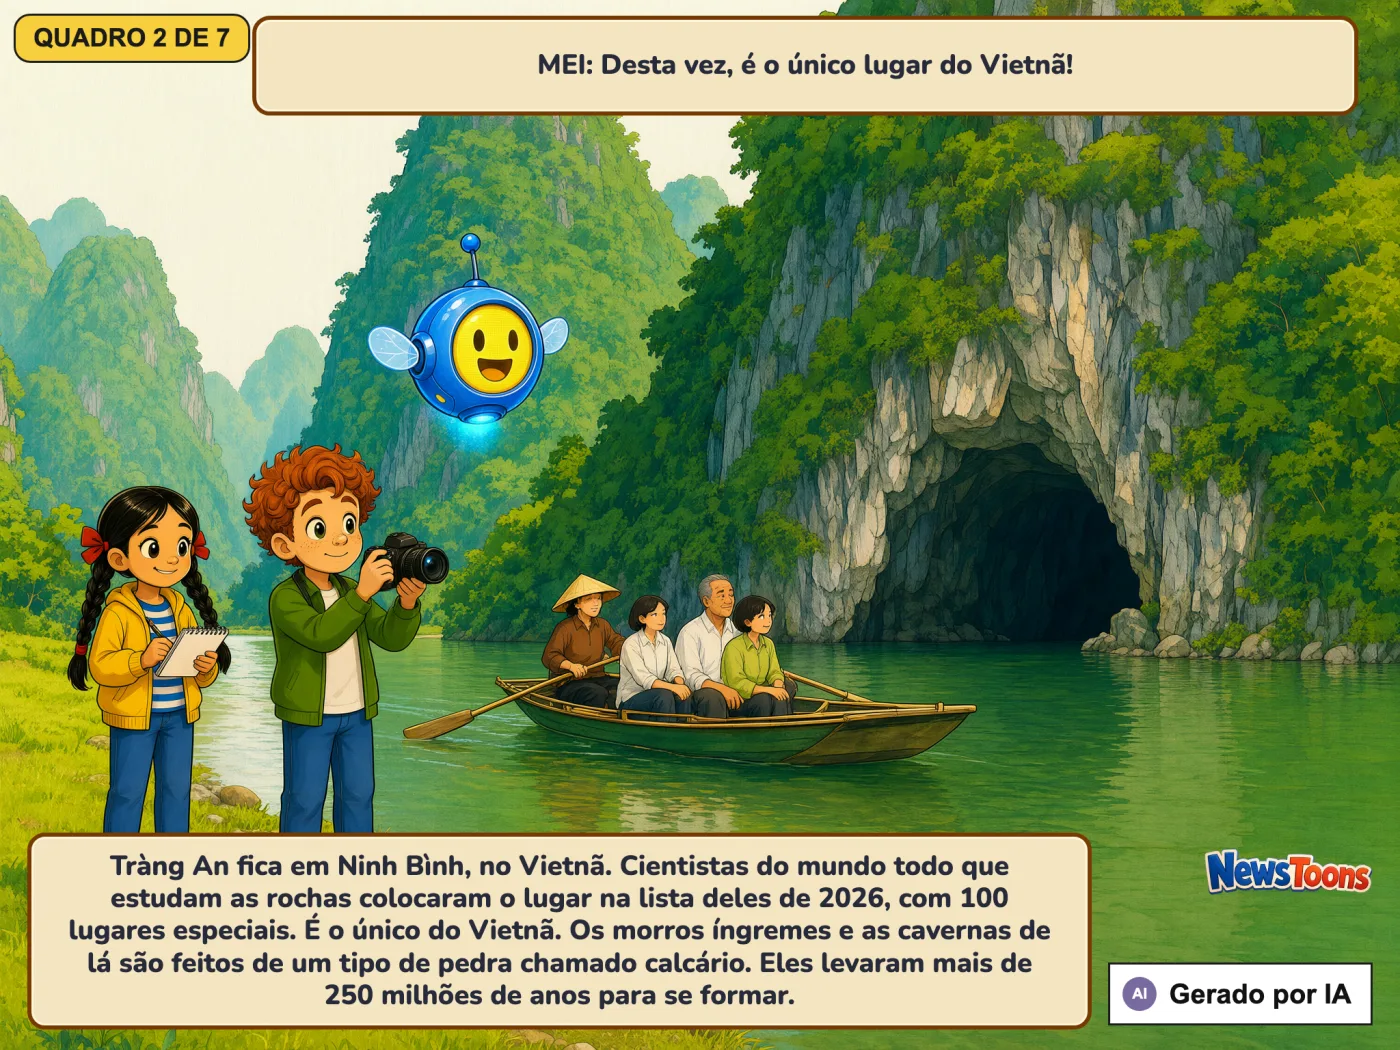 QUADRO 2 DE 7
MEI: Desta vez, é o único lugar do Vietnã!
Tràng An fica em Ninh Bình, no Vietnã. Cientistas do mundo todo que
estudam as rochas colocaram o lugar na lista deles de 2026, com 100
lugares especiais. É o único do Vietnã. Os morros íngremes e as cavernas de
lá são feitos de um tipo de pedra chamado calcário. Eles levaram mais de
250 milhões de anos para se formar.
NewsToons
AI Gerado por IA